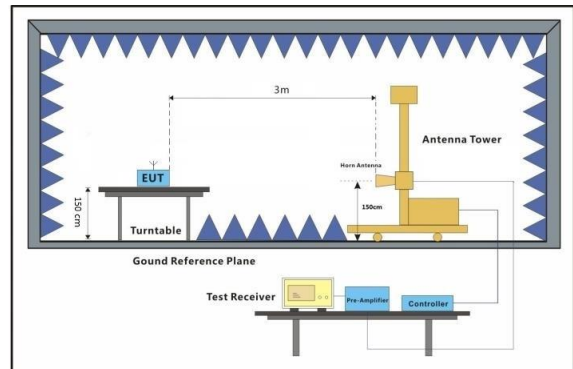 3m
Antenna Tower
Horn Antenna
EUT
150 cm
150cm
Turntable
Gound Reference Plane
Test Receiver
Pre-Amplifier
Controller